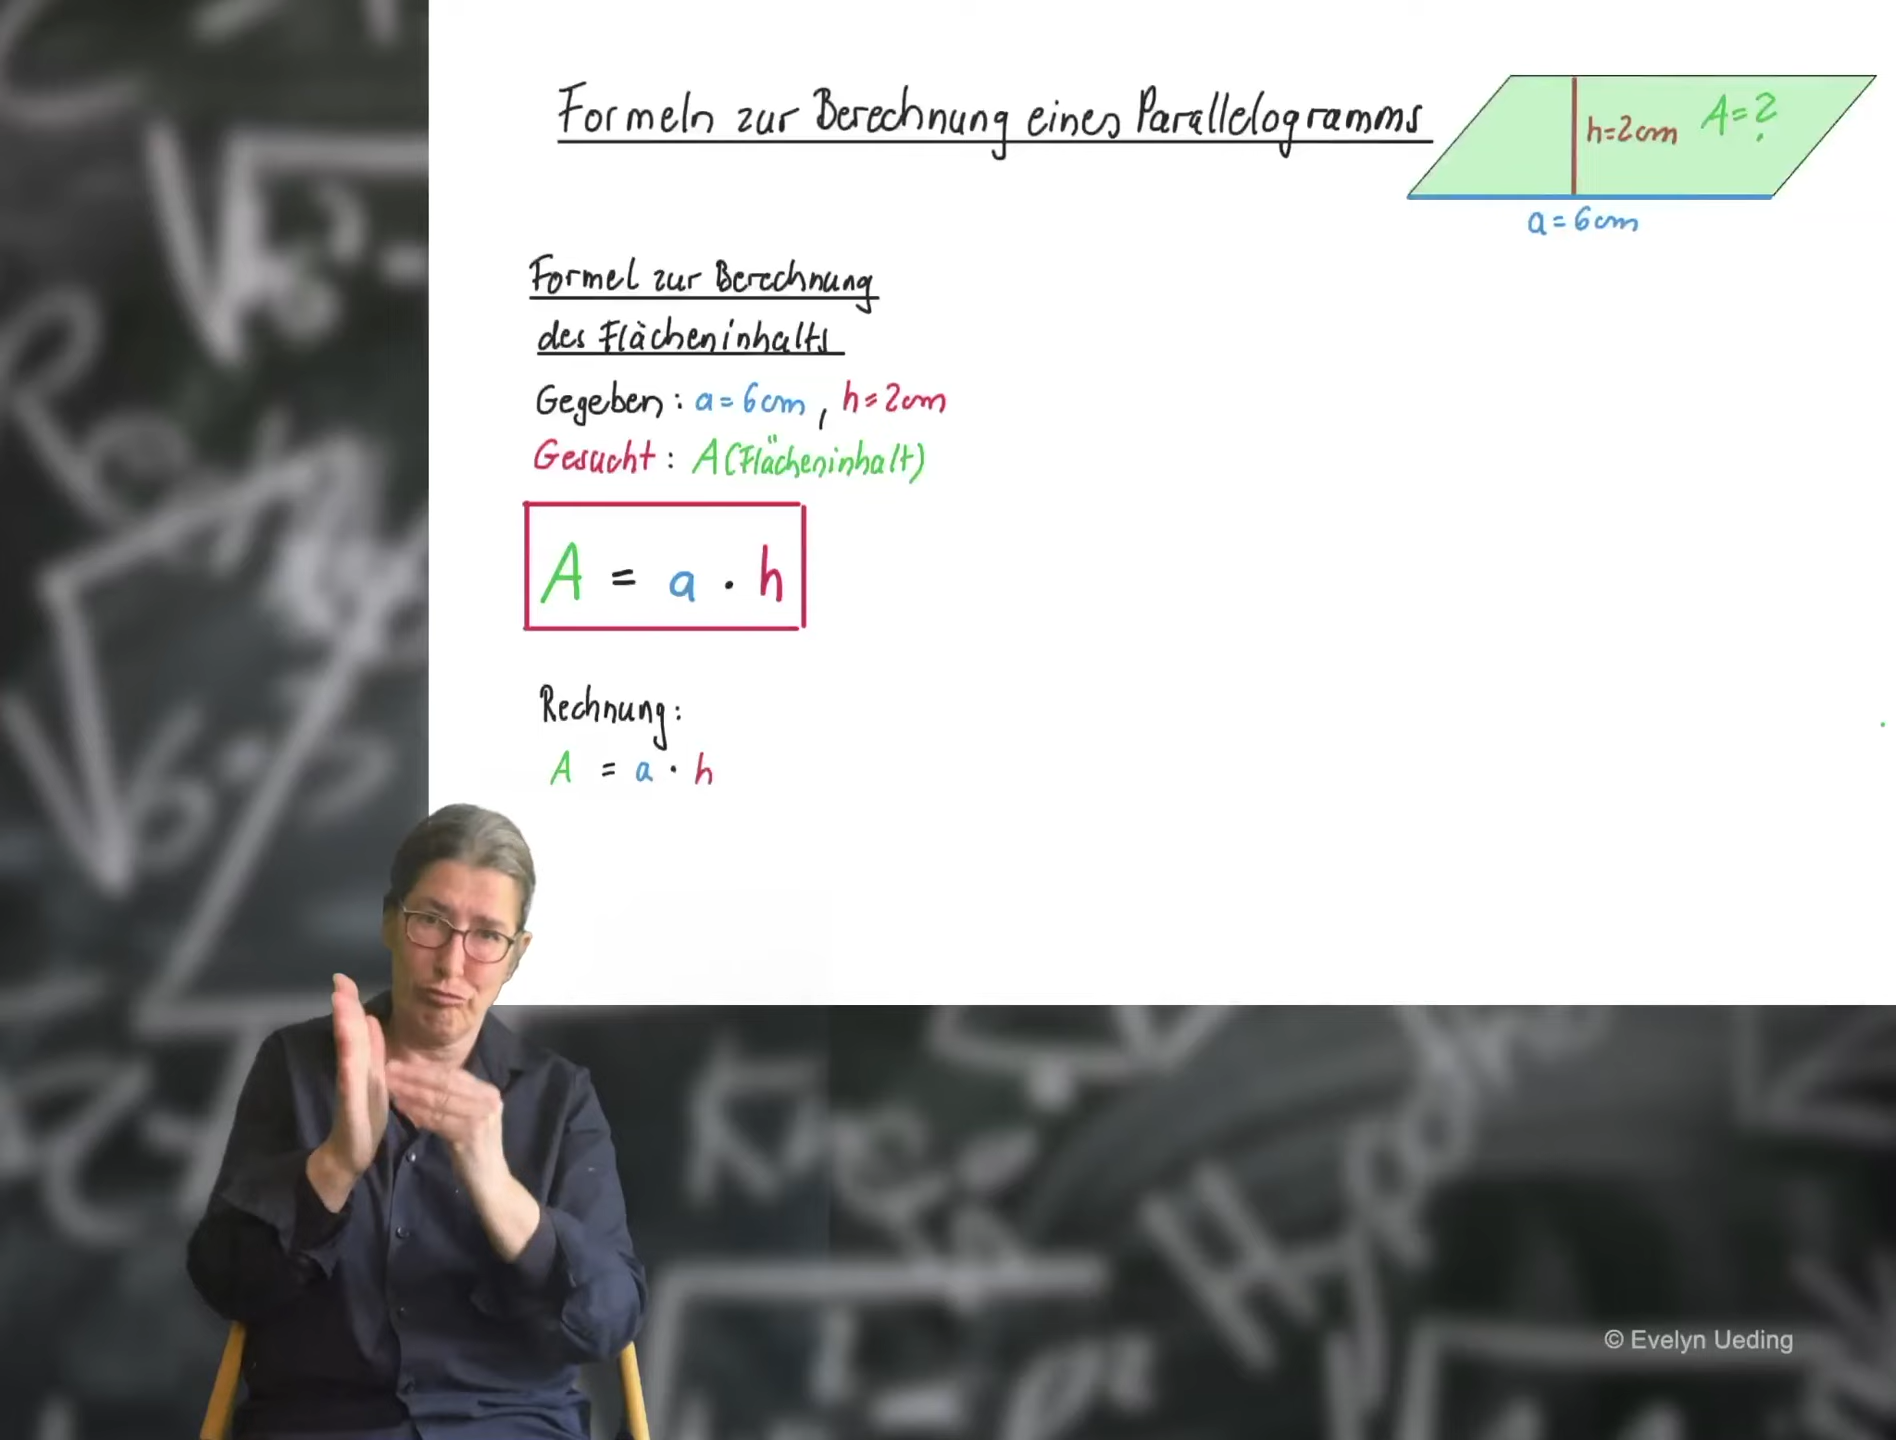 Formeln zur Berechnung eines Parallelogramms
h=2cm A=?
a=6cm
Formel zur Berechnung
des Flächeninhalts
Gegeben: a=6cm, h=2cm
Gesucht: A(Flächeninhalt)
A = a · h
Rechnung:
A = a · h
© Evelyn Ueding